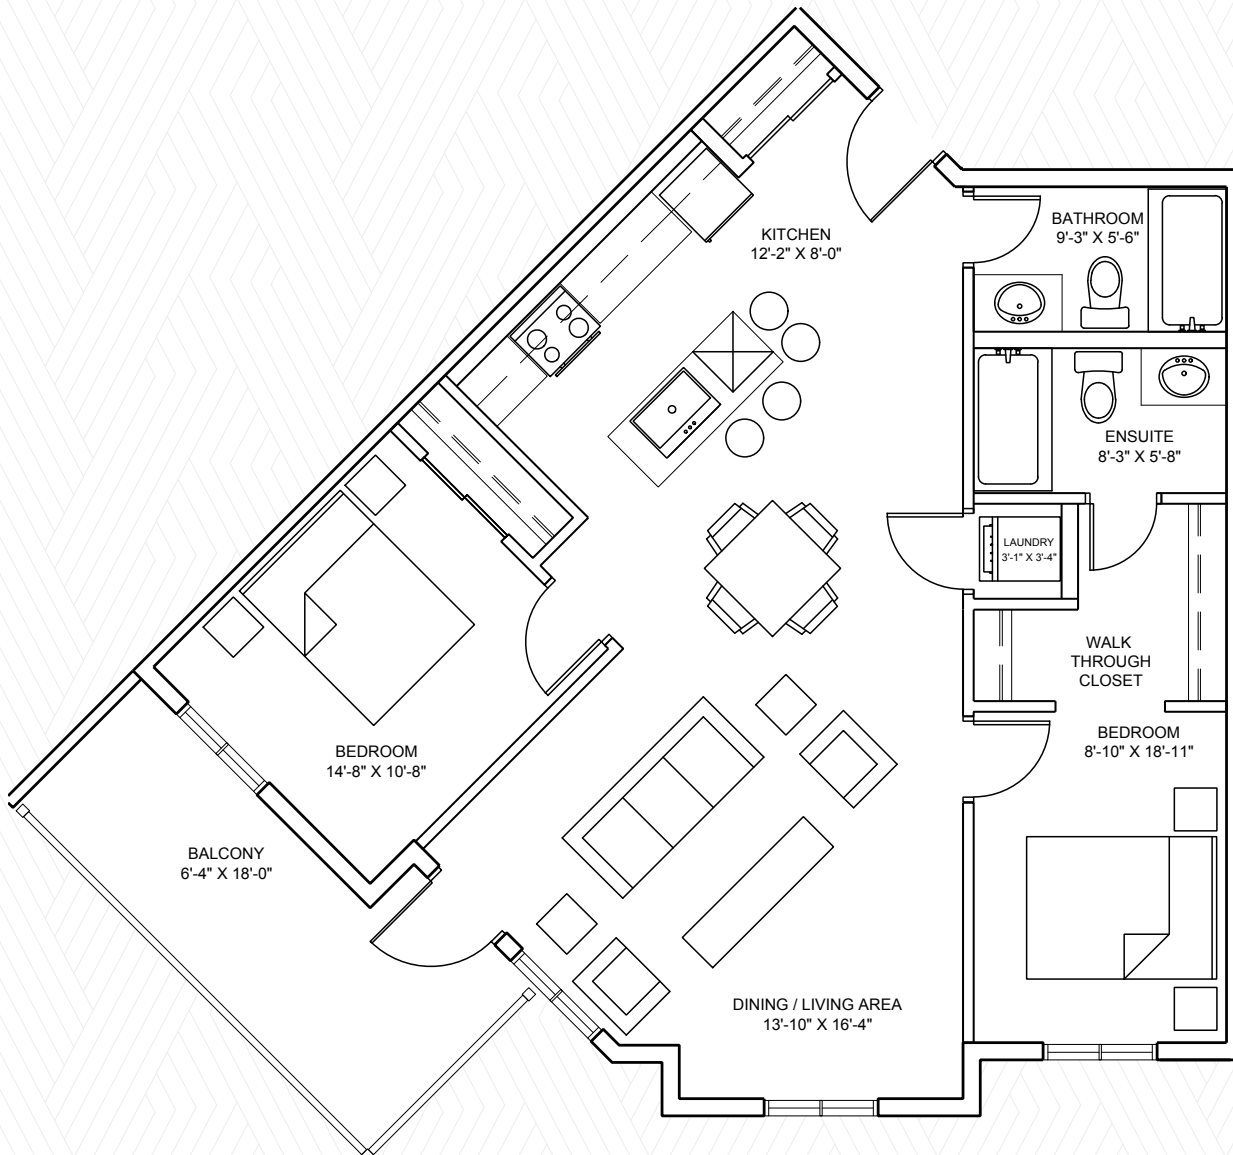 BATHROOM
9'-3" X 5'-6"
KITCHEN
12'-2" X 8'-0"
ENSUITE
8'-3" X 5'-8"
LAUNDRY
3'-1" X 3'-4"
WALK
THROUGH
CLOSET
BEDROOM
8'-10" X 18'-11"
BEDROOM
14'-8" X 10'-8"
BALCONY
6'-4" X 18'-0"
DINING / LIVING AREA
13'-10" X 16'-4"